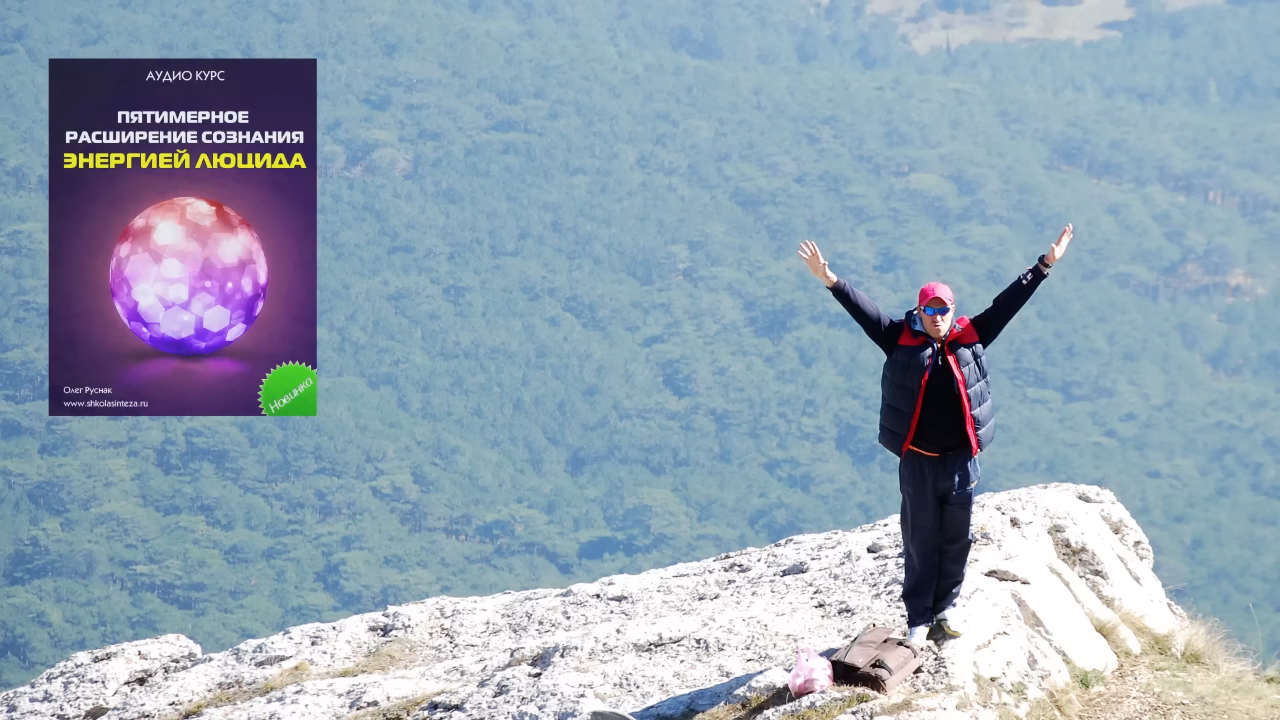 АУДИО КУРС
ПЯТИМЕРНОЕ
РАСШИРЕНИЕ СОЗНАНИЯ
ЭНЕРГИЕЙ ЛЮЦИДА
Олег Руснак
www.shkolasinteza.ru
Новинка